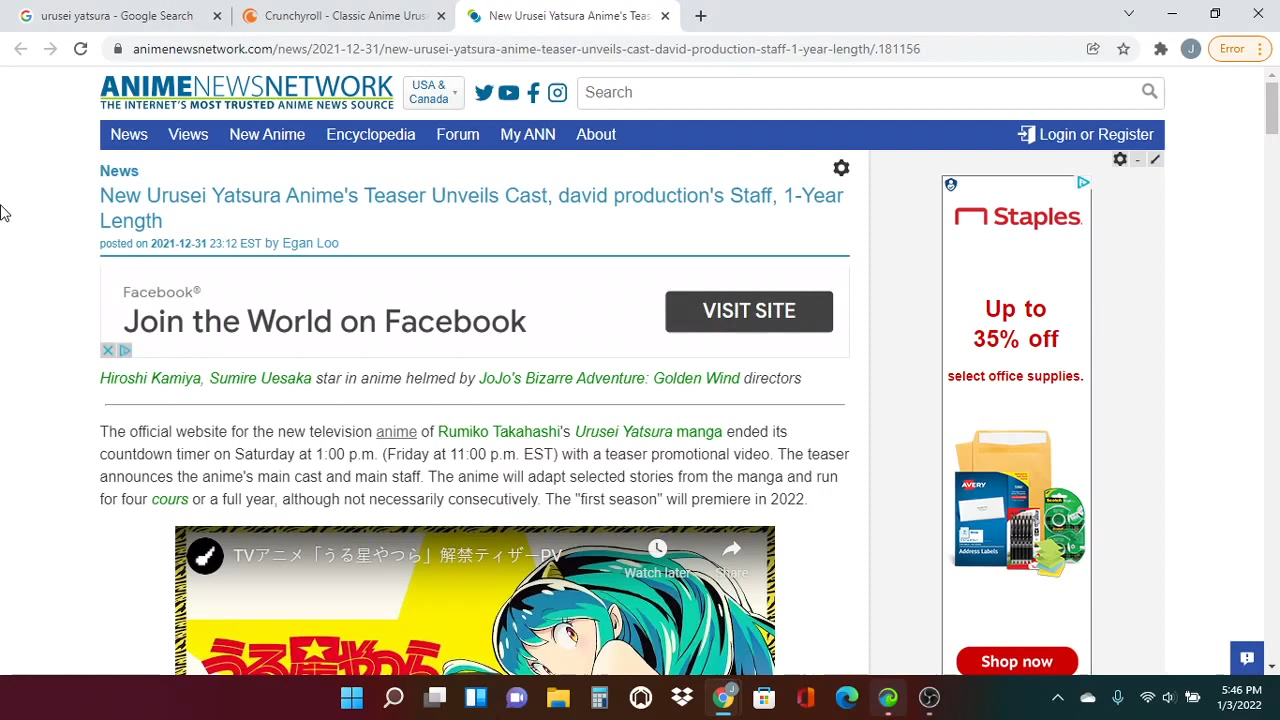 urusei yatsura - Google Search
Crunchyroll - Classic Anime Urus
New Urusei Yatsura Anime's Teas
animenewsnetwork.com/news/2021-12-31/new-urusei-yatsura-anime-teaser-unveils-cast-david-production-staff-1-year-length/.181156
J
Error
ANIMENEWSNETWORK
THE INTERNET'S MOST TRUSTED ANIME NEWS SOURCE
USA &
Canada
Search
News Views New Anime Encyclopedia Forum My ANN About
Login or Register
News
New Urusei Yatsura Anime's Teaser Unveils Cast, david production's Staff, 1-Year
Length
posted on 2021-12-31 23:12 EST by Egan Loo
Facebook®
Join the World on Facebook
VISIT SITE
Hiroshi Kamiya, Sumire Uesaka star in anime helmed by JoJo's Bizarre Adventure: Golden Wind directors
The official website for the new television anime of Rumiko Takahashi's Urusei Yatsura manga ended its
countdown timer on Saturday at 1:00 p.m. (Friday at 11:00 p.m. EST) with a teaser promotional video. The teaser
announces the anime's main cast and main staff. The anime will adapt selected stories from the manga and run
for four cours or a full year, although not necessarily consecutively. The "first season" will premiere in 2022.
TVアニメ「うる星やつら」解禁ティザーPV
Watch later
Share
うる星やつら
Staples
Up to
35% off
select office supplies.
AVERY
Address Labels
Scotch
Shop now
J
5:46 PM
1/3/2022